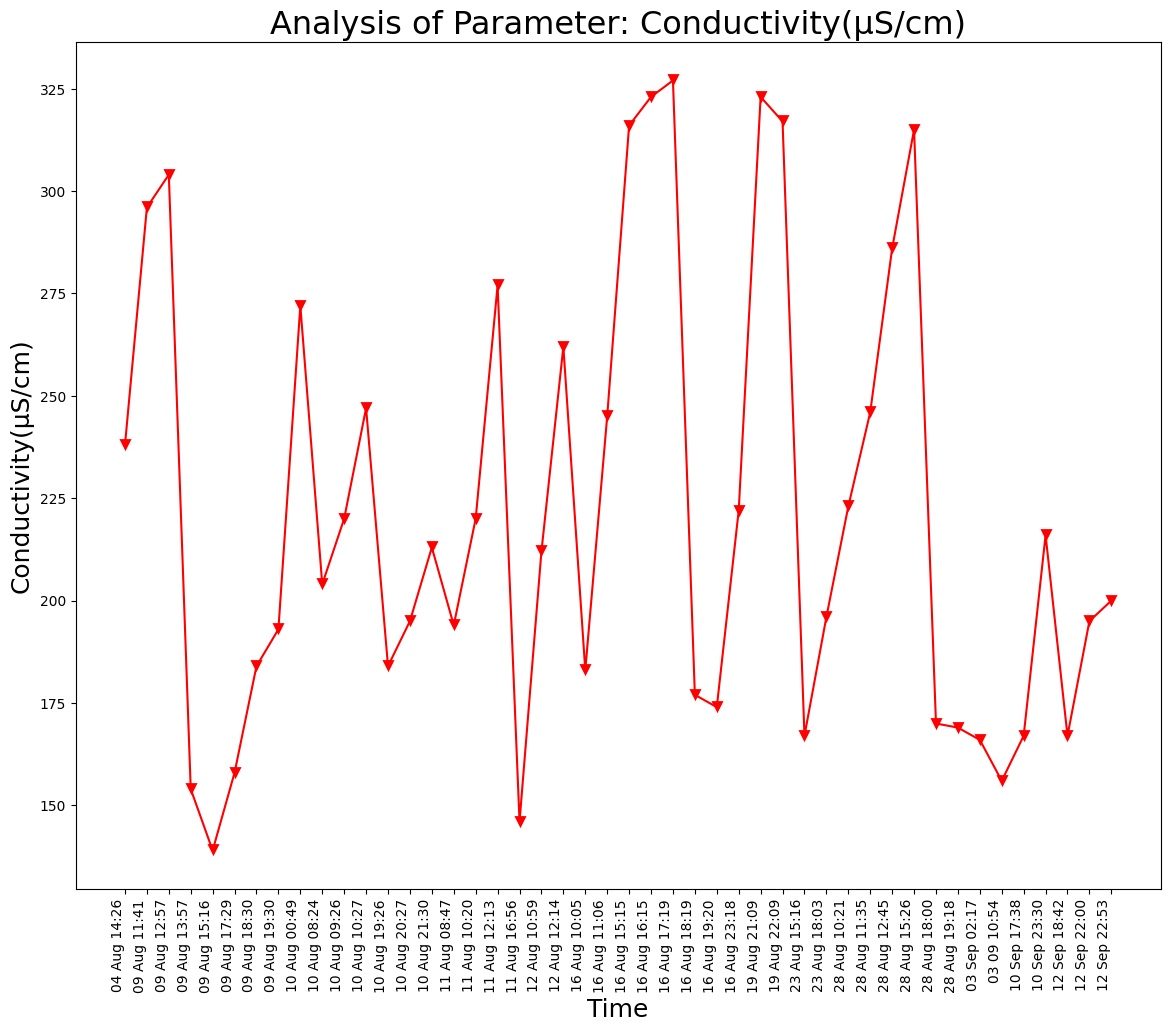 Analysis of Parameter: Conductivity(µS/cm)
Conductivity(µS/cm)
325
300
275
250
225
200
175
150
04 Aug 14:26
09 Aug 11:41
09 Aug 12:57
09 Aug 13:57
09 Aug 15:16
09 Aug 17:29
09 Aug 18:30
09 Aug 19:30
10 Aug 00:49
10 Aug 08:24
10 Aug 09:26
10 Aug 10:27
10 Aug 19:26
10 Aug 20:27
10 Aug 21:30
11 Aug 08:47
11 Aug 10:20
11 Aug 12:13
11 Aug 16:56
12 Aug 10:59
12 Aug 12:14
16 Aug 10:05
16 Aug 11:06
16 Aug 15:15
16 Aug 16:15
16 Aug 17:19
16 Aug 18:19
16 Aug 19:20
16 Aug 23:18
19 Aug 21:09
19 Aug 22:09
23 Aug 15:16
23 Aug 18:03
28 Aug 10:21
28 Aug 11:35
28 Aug 12:45
28 Aug 15:26
28 Aug 18:00
28 Aug 19:18
03 Sep 02:17
03 09 10:54
10 Sep 17:38
10 Sep 23:30
12 Sep 18:42
12 Sep 22:00
12 Sep 22:53
Time